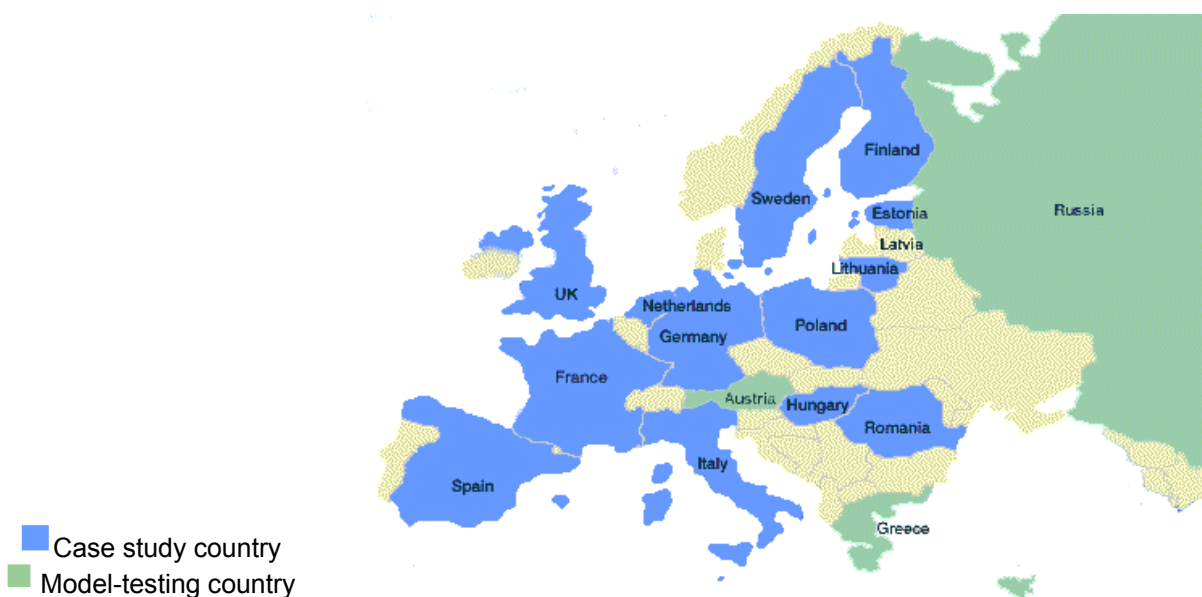 Finland
Sweden
Estonia
Russia
Latvia
Lithuania
UK
Netherlands
Poland
Germany
France
Austria
Hungary
Romania
Italy
Spain
Greece
Case study country
Model-testing country